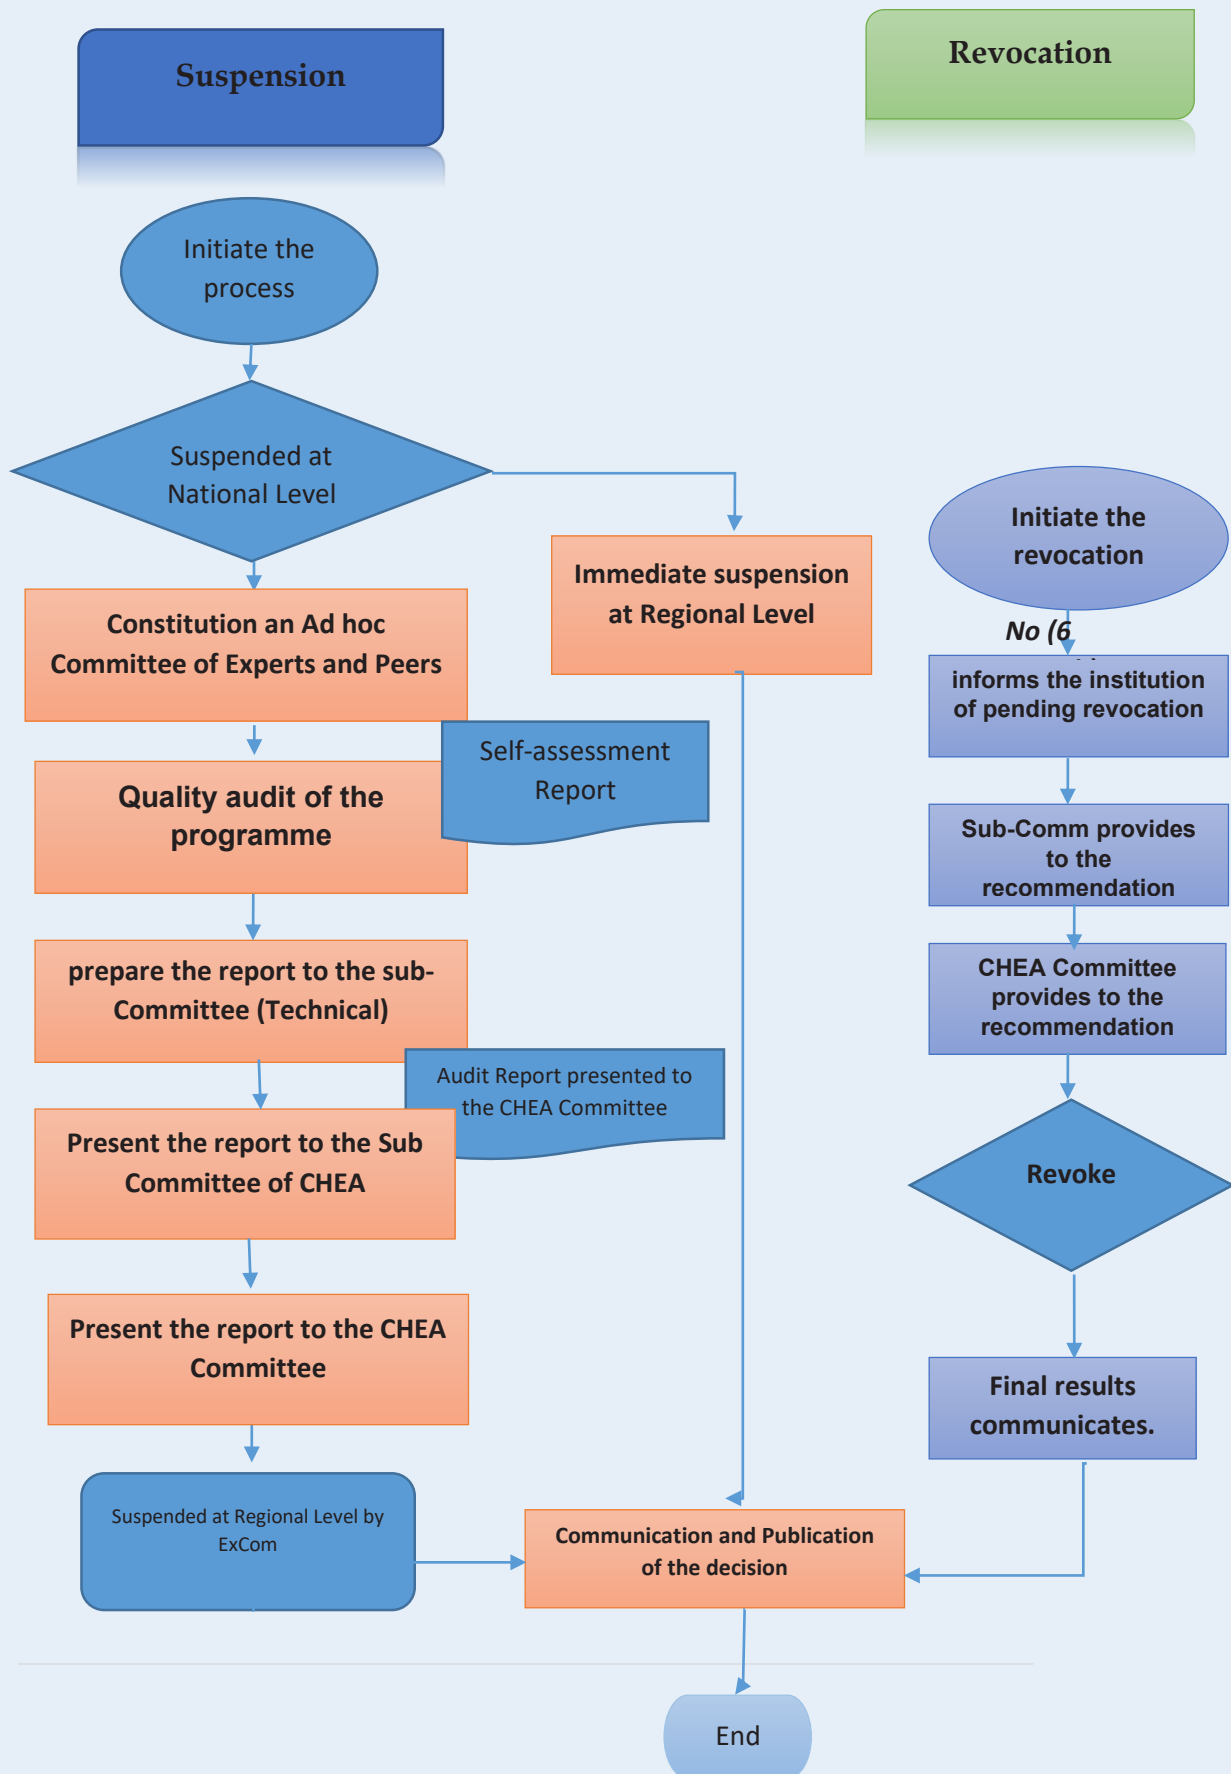 Suspension
Revocation
Initiate the
process
Suspended at
National Level
Immediate suspension
at Regional Level
Constitution an Ad hoc
Committee of Experts and Peers
Self-assessment
Report
Quality audit of the
programme
prepare the report to the sub-
Committee (Technical)
Audit Report presented to
the CHEA Committee
Present the report to the Sub
Committee of CHEA
Present the report to the CHEA
Committee
Suspended at Regional Level by
ExCom
Initiate the
revocation
No (6
informs the institution
of pending revocation
Sub-Comm provides
to the
recommendation
CHEA Committee
provides to the
recommendation
Revoke
Final results
communicates.
Communication and Publication
of the decision
End